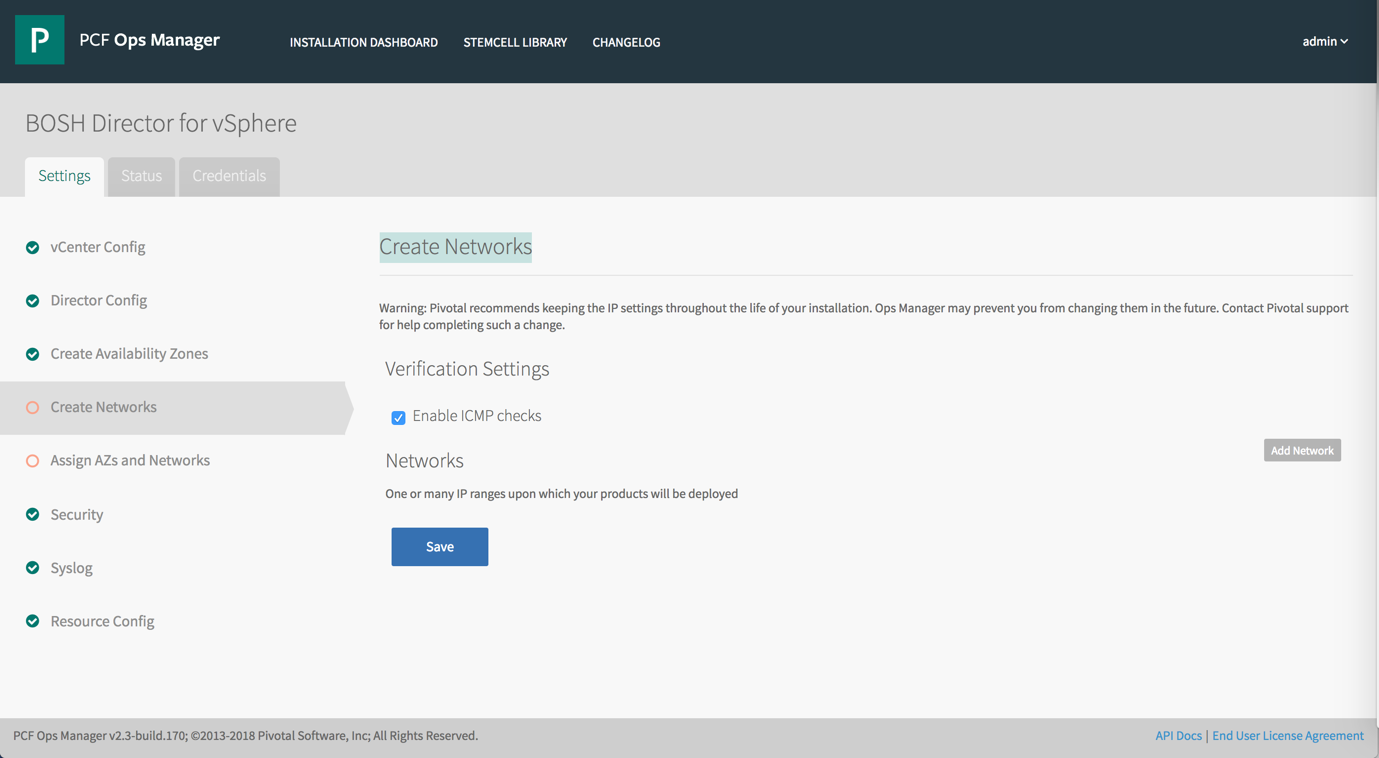 P
PCF Ops Manager
INSTALLATION DASHBOARD
STEMCELL LIBRARY
CHANGELOG
admin
BOSH Director for vSphere
Settings
Status
Credentials
vCenter Config
Director Config
Create Availability Zones
Create Networks
Assign AZs and Networks
Security
Syslog
Resource Config
Create Networks
Warning: Pivotal recommends keeping the IP settings throughout the life of your installation. Ops Manager may prevent you from changing them in the future. Contact Pivotal support
for help completing such a change.
Verification Settings
Enable ICMP checks
Networks
Add Network
One or many IP ranges upon which your products will be deployed
Save
PCF Ops Manager v2.3-build.170; ©2013-2018 Pivotal Software, Inc; All Rights Reserved.
API Docs | End User License Agreement